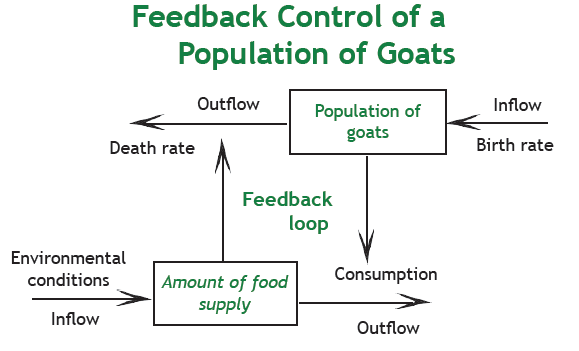 Feedback Control of a
Population of Goats
Outflow
Population of
goats
Inflow
Death rate
Birth rate
Feedback
loop
Environmental
conditions
Amount of food
supply
Consumption
Inflow
Outflow